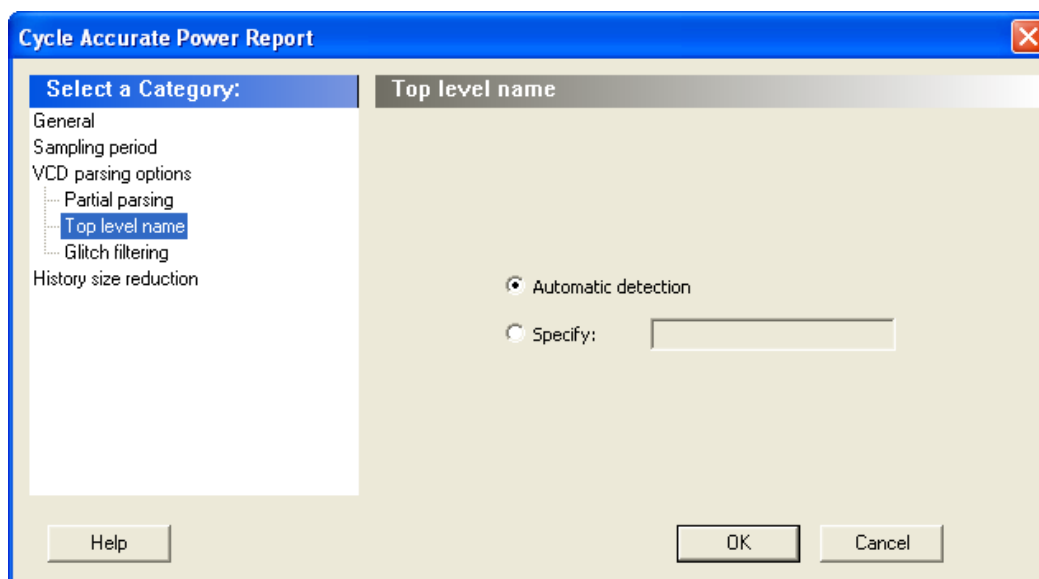 Cycle Accurate Power Report
Select a Category:
General
Sampling period
VCD parsing options
Partial parsing
Top level name
Glitch filtering
History size reduction
Top level name
Automatic detection
Specify:
Help
OK
Cancel